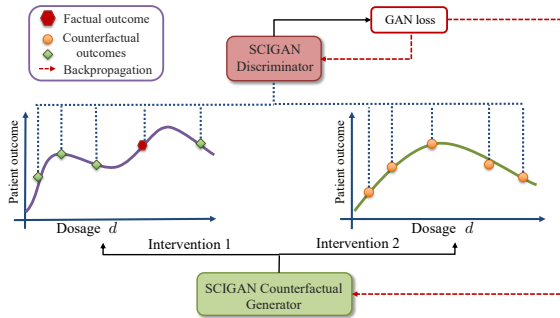 Factual outcome
Counterfactual
outcomes
Backpropagation
SCIGAN
Discriminator
GAN loss
Patient outcome
Dosage d
Patient outcome
Dosage d
Intervention 1
Intervention 2
SCIGAN Counterfactual
Generator